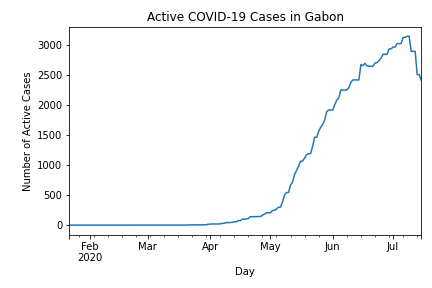 Active COVID-19 Cases in Gabon
Number of Active Cases
3000
2500
2000
1500
1000
500
0
Feb Mar Apr May Jun Jul
2020
Day